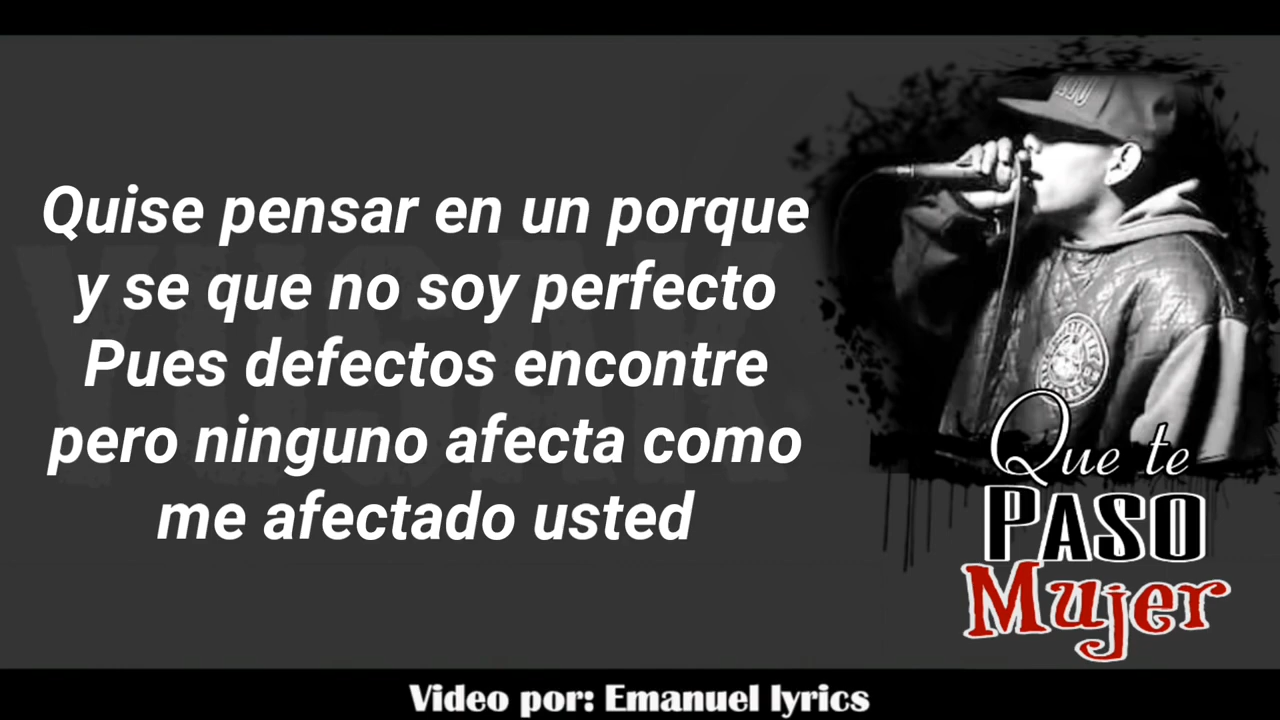 Quise pensar en un porque
y se que no soy perfecto
Pues defectos encontre
pero ninguno afecta como
me afectado usted
Que te
PASO
Mujer
Video por: Emanuel lyrics